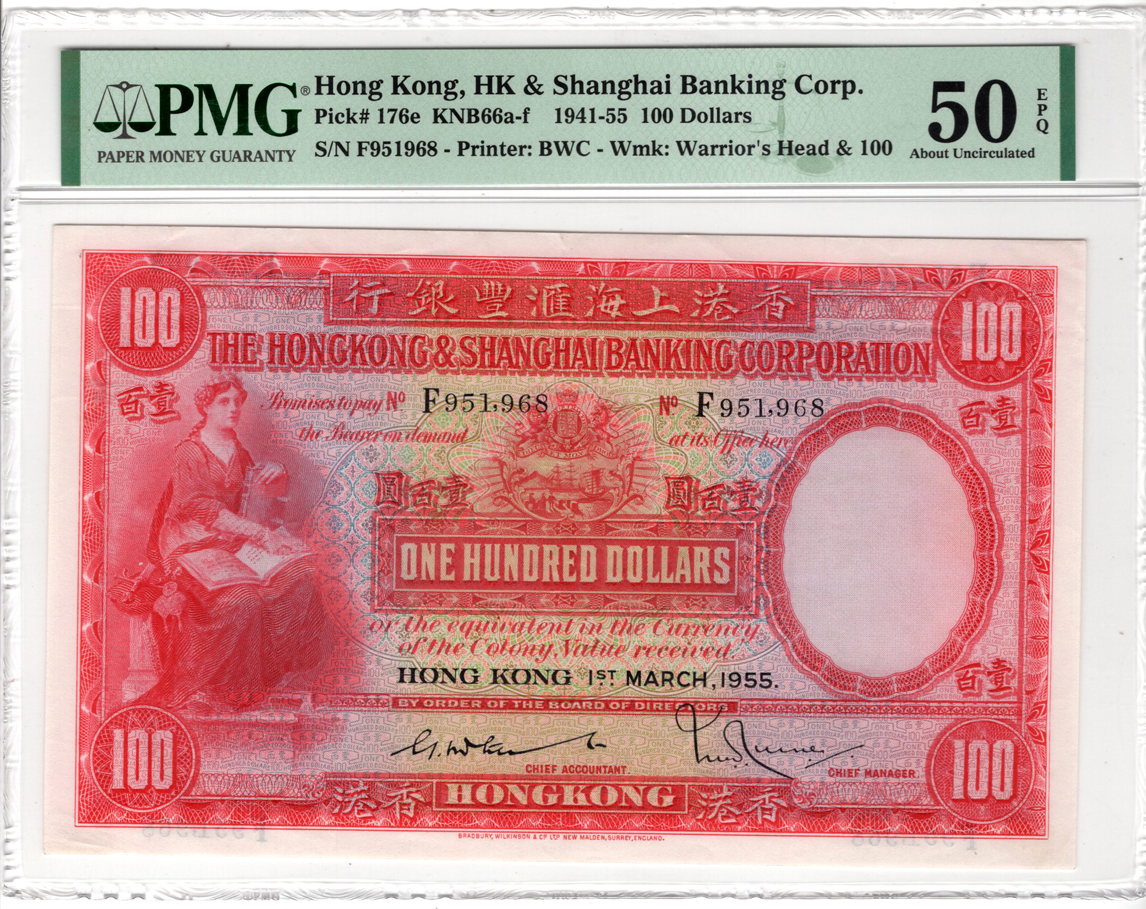 PMG®
PAPER MONEY GUARANTY
Hong Kong, HK & Shanghai Banking Corp.
Pick# 176e KNB66a-f 1941-55 100 Dollars
S/N F951968 - Printer: BWC - Wmk: Warrior's Head & 100
50
EPQ
About Uncirculated
100
行銀豐滙海上港香
100
THE HONGKONG & SHANGHAI BANKING CORPORATION
百壹
Promises to pay Nº F 951,968
Nº F 951,968
百壹
the Bearer on demand
at its Office here
圓百壹
圓百壹
ONE HUNDRED DOLLARS
or the equivalent in the Currency
of the Colony, Value received.
HONG KONG 1ST MARCH, 1955.
百壹
BY ORDER OF THE BOARD OF DIRECTORS
CHIEF ACCOUNTANT.
CHIEF MANAGER.
100
港香
HONGKONG
港香
100
BRADBURY, WILKINSON & Cº LTD NEW MALDEN, SURREY, ENGLAND.